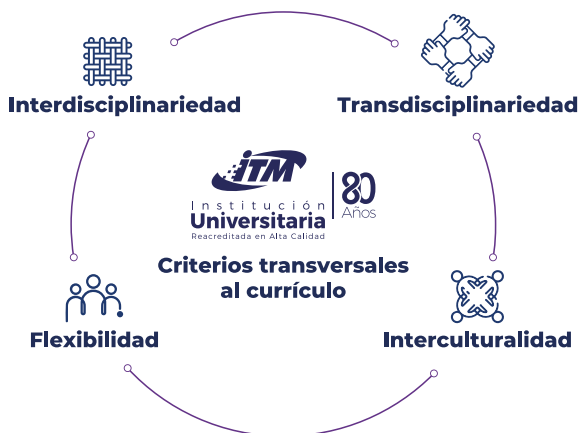 Interdisciplinariedad
Transdisciplinariedad
iTM
Institución
Universitaria
Reacreditada en Alta Calidad
80
Años
Criterios transversales
al currículo
Flexibilidad
Interculturalidad